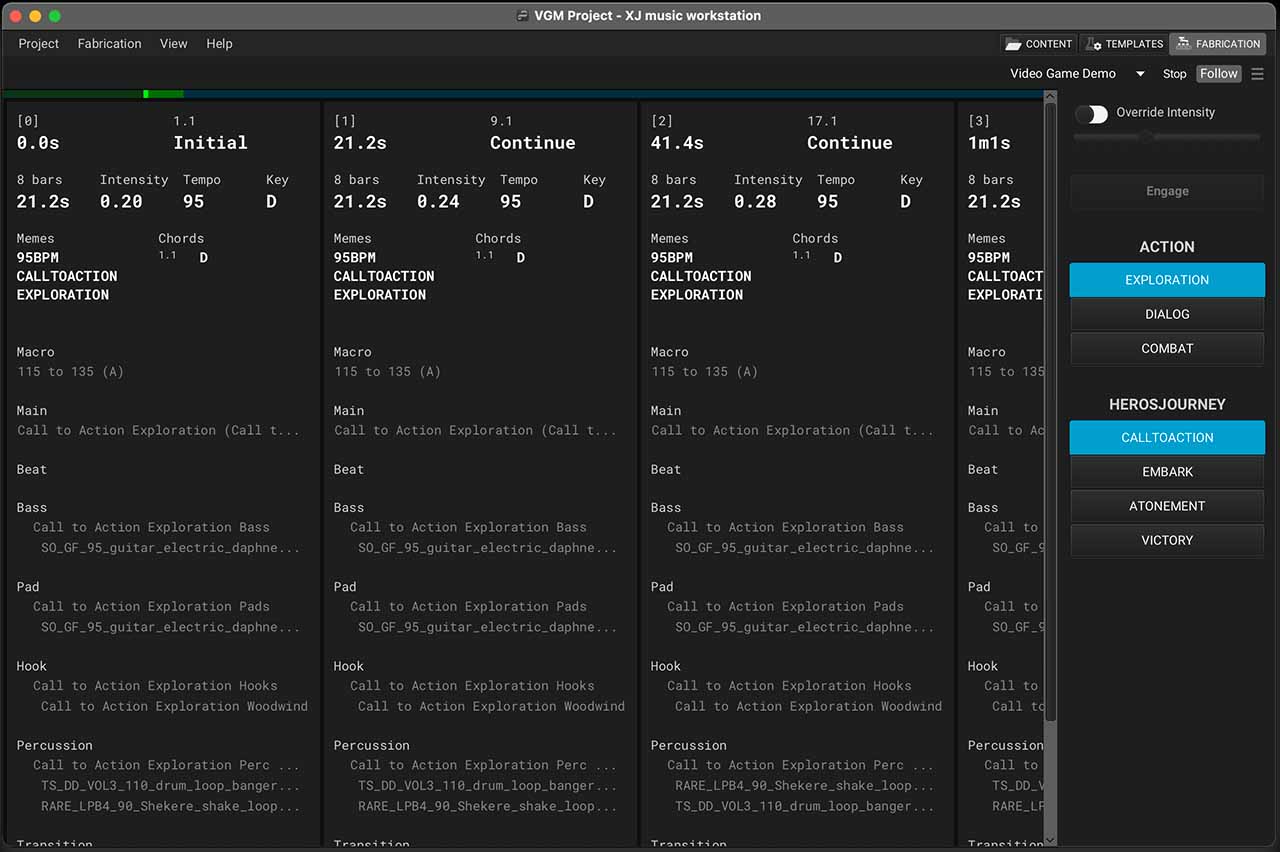 VGM Project - XJ music workstation
Project Fabrication View Help
CONTENT TEMPLATES FABRICATION
Video Game Demo Stop Follow
[0] 1.1
0.0s Initial
8 bars Intensity Tempo Key
21.2s 0.20 95 D
Memes Chords
95BPM 1.1 D
CALLTOACTION
EXPLORATION
Macro
115 to 135 (A)
Main
Call to Action Exploration (Call t...
Beat
Bass
Call to Action Exploration Bass
SO_GF_95_guitar_electric_daphne...
Pad
Call to Action Exploration Pads
SO_GF_95_guitar_electric_daphne...
Hook
Call to Action Exploration Hooks
Call to Action Exploration Woodwind
Percussion
Call to Action Exploration Perc ...
TS_DD_VOL3_110_drum_loop_banger...
RARE_LPB4_90_Shekere_shake_loop...
Transition
[1] 9.1
21.2s Continue
8 bars Intensity Tempo Key
21.2s 0.24 95 D
Memes Chords
95BPM 1.1 D
CALLTOACTION
EXPLORATION
Macro
115 to 135 (A)
Main
Call to Action Exploration (Call t...
Beat
Bass
Call to Action Exploration Bass
SO_GF_95_guitar_electric_daphne...
Pad
Call to Action Exploration Pads
SO_GF_95_guitar_electric_daphne...
Hook
Call to Action Exploration Hooks
Call to Action Exploration Woodwind
Percussion
Call to Action Exploration Perc ...
TS_DD_VOL3_110_drum_loop_banger...
RARE_LPB4_90_Shekere_shake_loop...
Transition
[2] 17.1
41.4s Continue
8 bars Intensity Tempo Key
21.2s 0.28 95 D
Memes Chords
95BPM 1.1 D
CALLTOACTION
EXPLORATION
Macro
115 to 135 (A)
Main
Call to Action Exploration (Call t...
Beat
Bass
Call to Action Exploration Bass
SO_GF_95_guitar_electric_daphne...
Pad
Call to Action Exploration Pads
SO_GF_95_guitar_electric_daphne...
Hook
Call to Action Exploration Hooks
Call to Action Exploration Woodwind
Percussion
Call to Action Exploration Perc ...
RARE_LPB4_90_Shekere_shake_loop...
TS_DD_VOL3_110_drum_loop_banger...
Transition
[3]
1m1s
8 bars
21.2s
Memes
95BPM
CALLTOACT
EXPLORATI
Macro
115 to 135
Main
Call to Ac
Beat
Bass
Call to
SO_GF_9
Pad
Call to
SO_GF_9
Hook
Call to
Call to
Percussion
Call to
TS_DD_V
RARE_LP
Transition
Override Intensity
Engage
ACTION
EXPLORATION
DIALOG
COMBAT
HEROSJOURNEY
CALLTOACTION
EMBARK
ATONEMENT
VICTORY